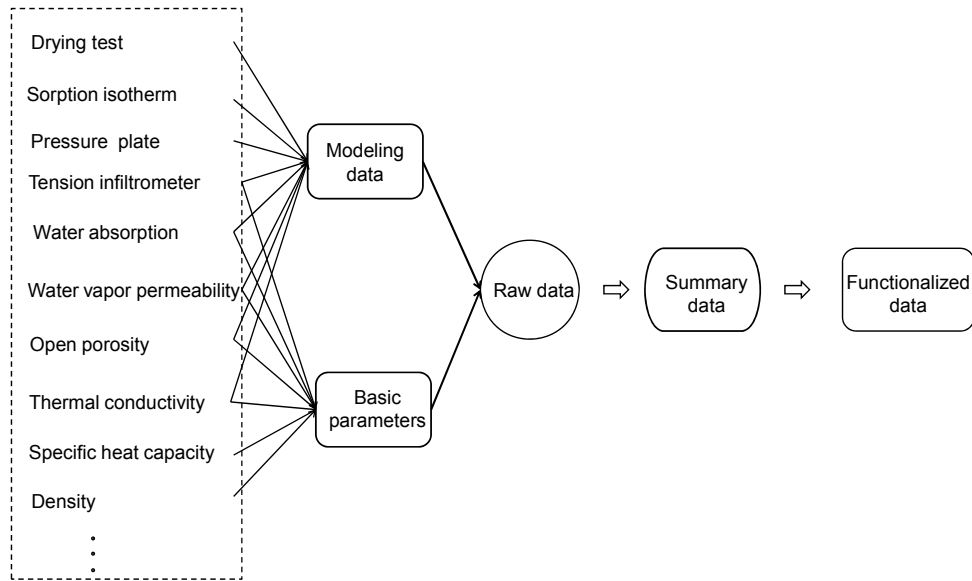 Drying test
Sorption isotherm
Pressure plate
Tension infiltrometer
Water absorption
Water vapor permeability
Open porosity
Thermal conductivity
Specific heat capacity
Density
Modeling
data
Basic
parameters
Raw data
Summary
data
Functionalized
data